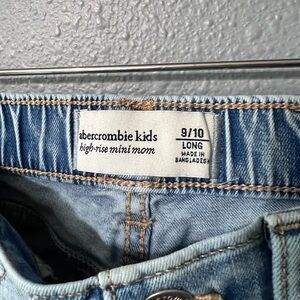 abercrombie kids
high-rise mini mom
9/10
LONG
MADE IN
BANGLADESH